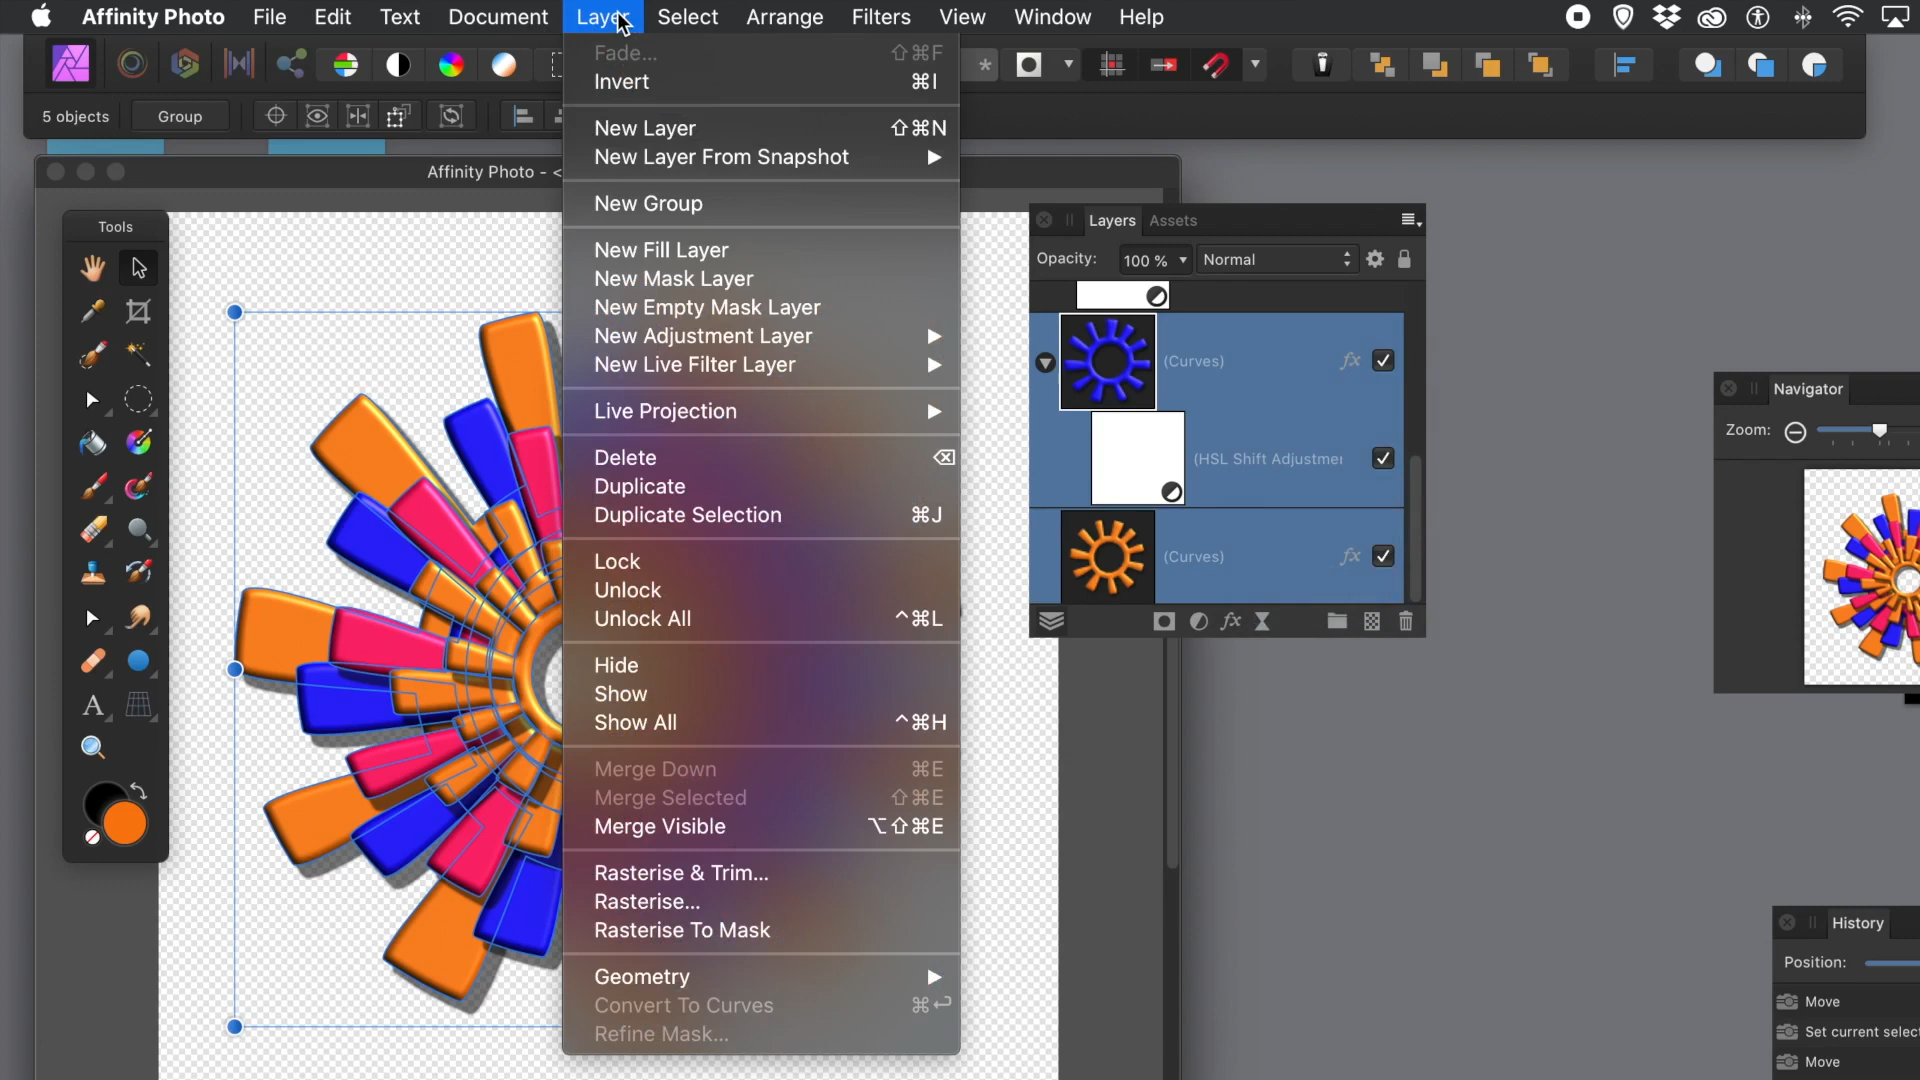 Affinity Photo File Edit Text Document Layer Select Arrange Filters View Window Help
5 objects Group
Affinity Photo - <
Tools
A
Fade... ⇧⌘F
Invert ⌘I
New Layer ⇧⌘N
New Layer From Snapshot
New Group
New Fill Layer
New Mask Layer
New Empty Mask Layer
New Adjustment Layer
New Live Filter Layer
Live Projection
Delete ⌫
Duplicate
Duplicate Selection ⌘J
Lock
Unlock
Unlock All ^⌘L
Hide
Show
Show All ^⌘H
Merge Down ⌘E
Merge Selected ⇧⌘E
Merge Visible ⌥⇧⌘E
Rasterise & Trim...
Rasterise...
Rasterise To Mask
Geometry
Convert To Curves ⌘↩
Refine Mask...
Layers Assets
Opacity: 100 % Normal
(Curves) fx
(HSL Shift Adjustmer
(Curves) fx
fx
Navigator
Zoom:
History
Position:
Move
Set current select
Move